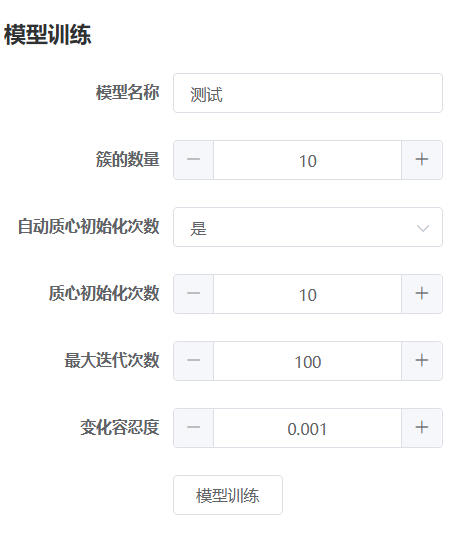 模型训练
模型名称 测试
簇的数量 10
自动质心初始化次数 是
质心初始化次数 10
最大迭代次数 100
变化容忍度 0.001
模型训练